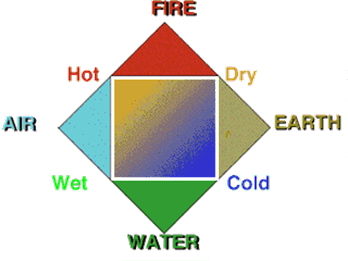 FIRE
Hot Dry
AIR EARTH
Wet Cold
WATER